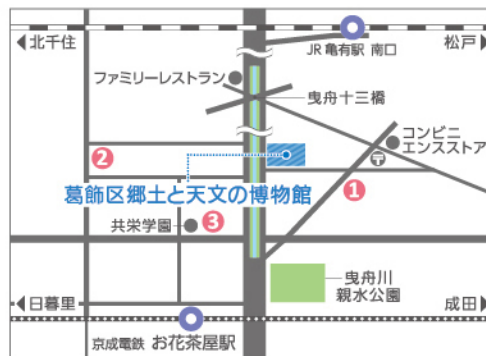 ◀北千住
JR亀有駅 南口
松戸▶
ファミリーレストラン
曳舟十三橋
コンビニ
エンスストア
〒
②
①
葛飾区郷土と天文の博物館
共栄学園
③
曳舟川
親水公園
◀日暮里
成田▶
京成電鉄 お花茶屋駅